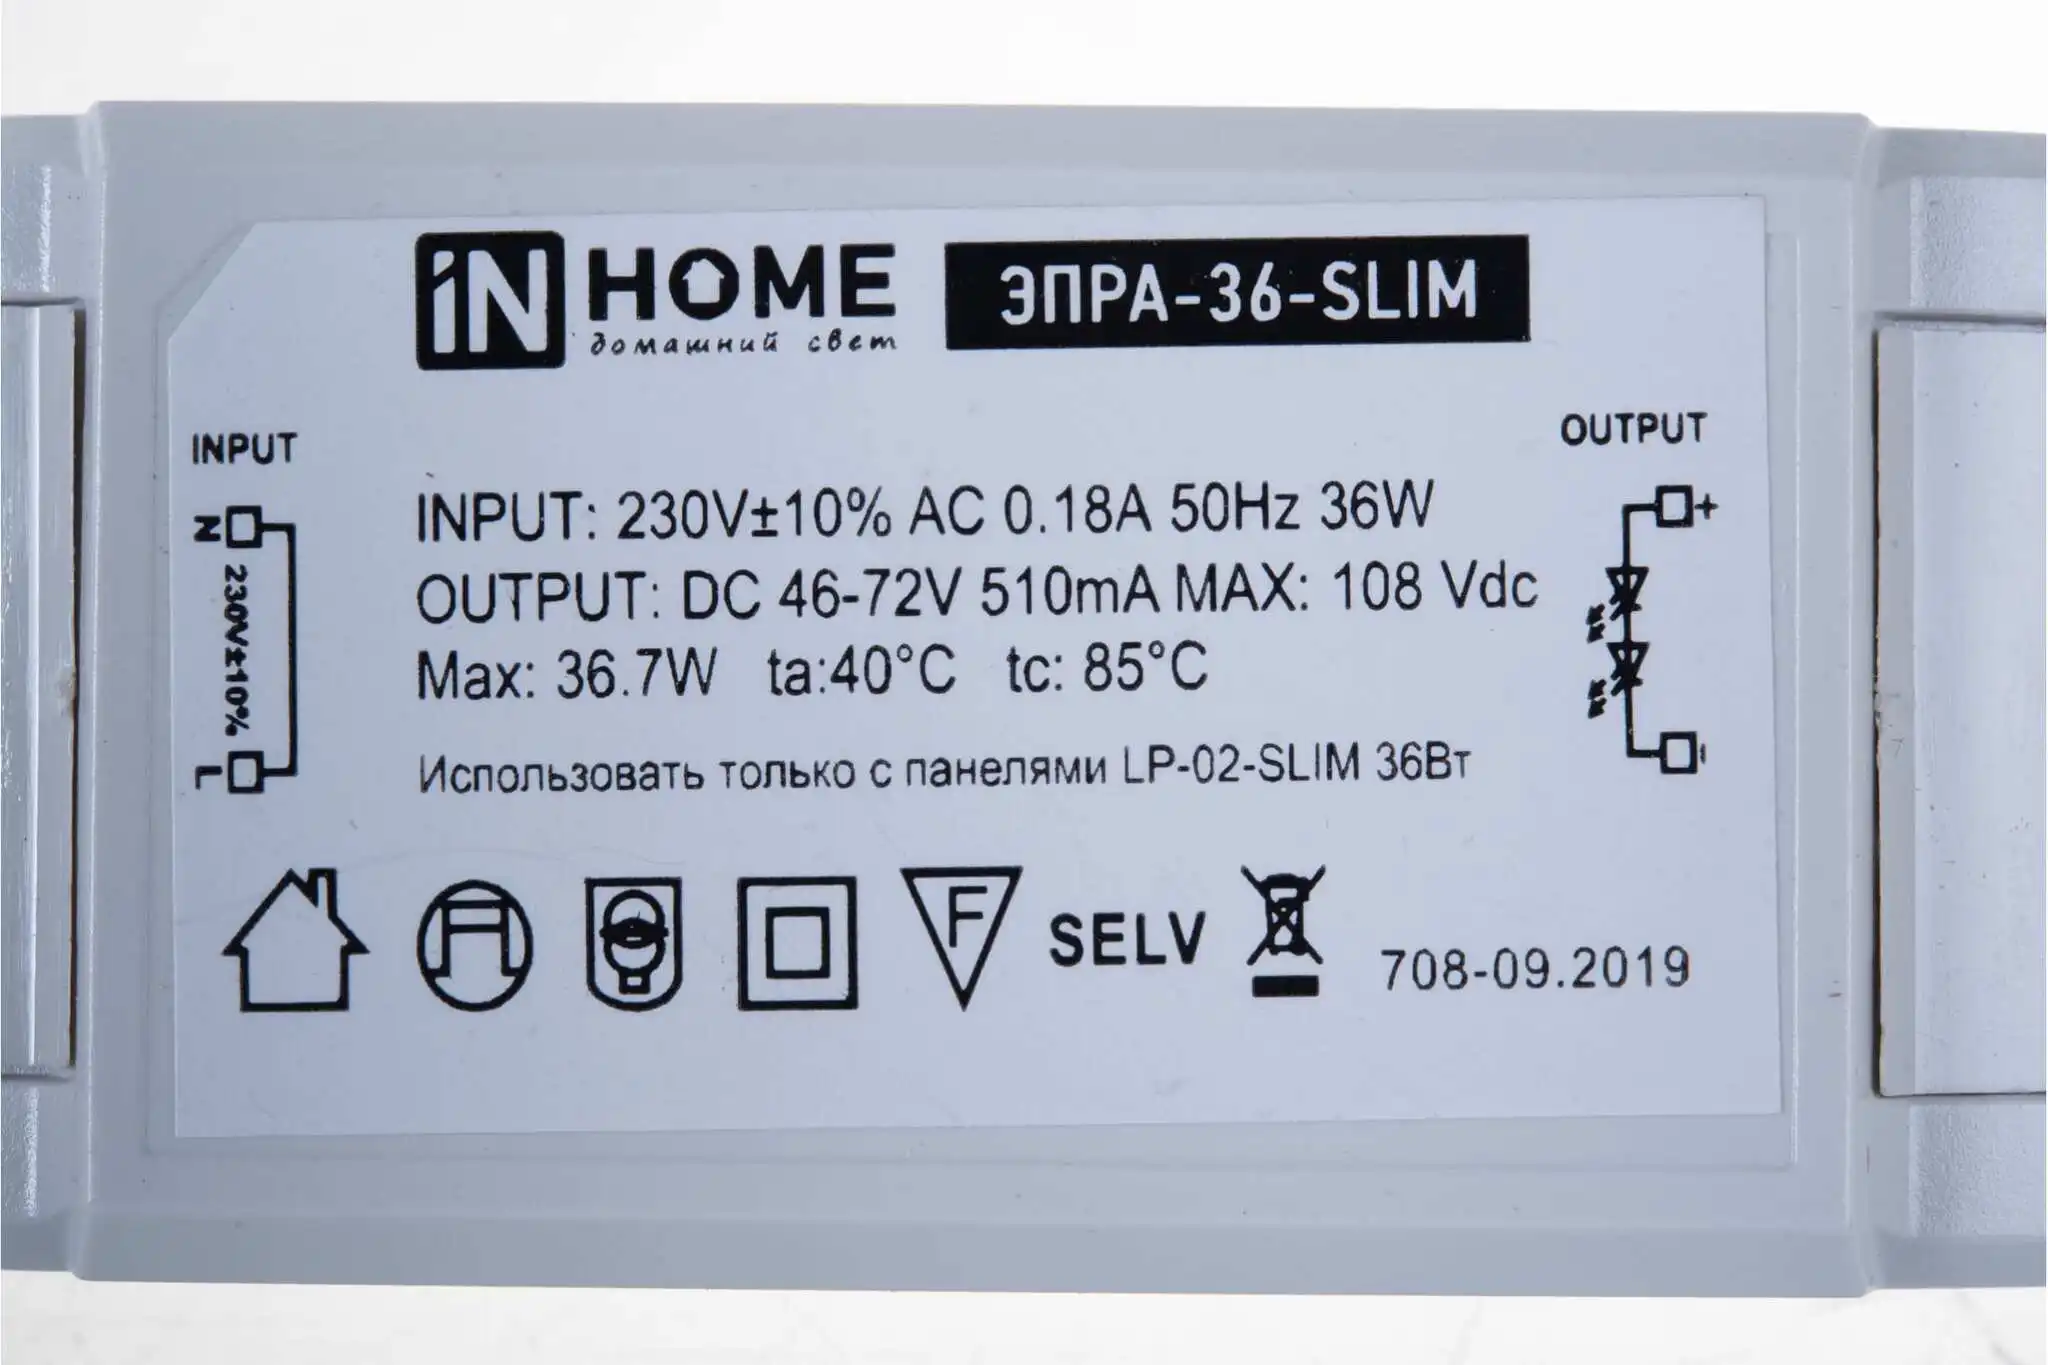 iN HOME
домашний свет
ЭПРА-36-SLIM
INPUT
N
230V±10%
L
INPUT: 230V±10% AC 0.18A 50Hz 36W
OUTPUT: DC 46-72V 510mA MAX: 108 Vdc
Max: 36.7W ta:40°C tc: 85°C
Использовать только с панелями LP-02-SLIM 36Вт
OUTPUT
+
-
F
SELV
708-09.2019